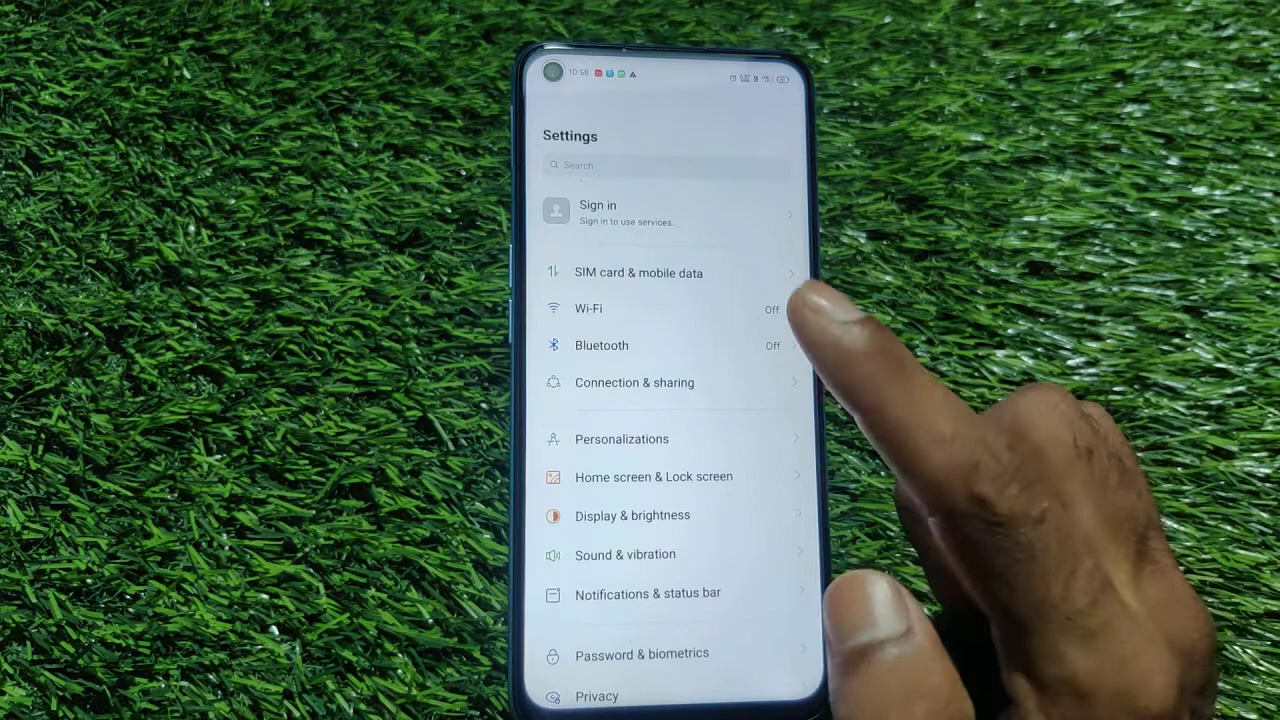 10:58
Settings
Search
Sign in
Sign in to use services.
SIM card & mobile data
Wi-Fi Off
Bluetooth Off
Connection & sharing
Personalizations
Home screen & Lock screen
Display & brightness
Sound & vibration
Notifications & status bar
Password & biometrics
Privacy